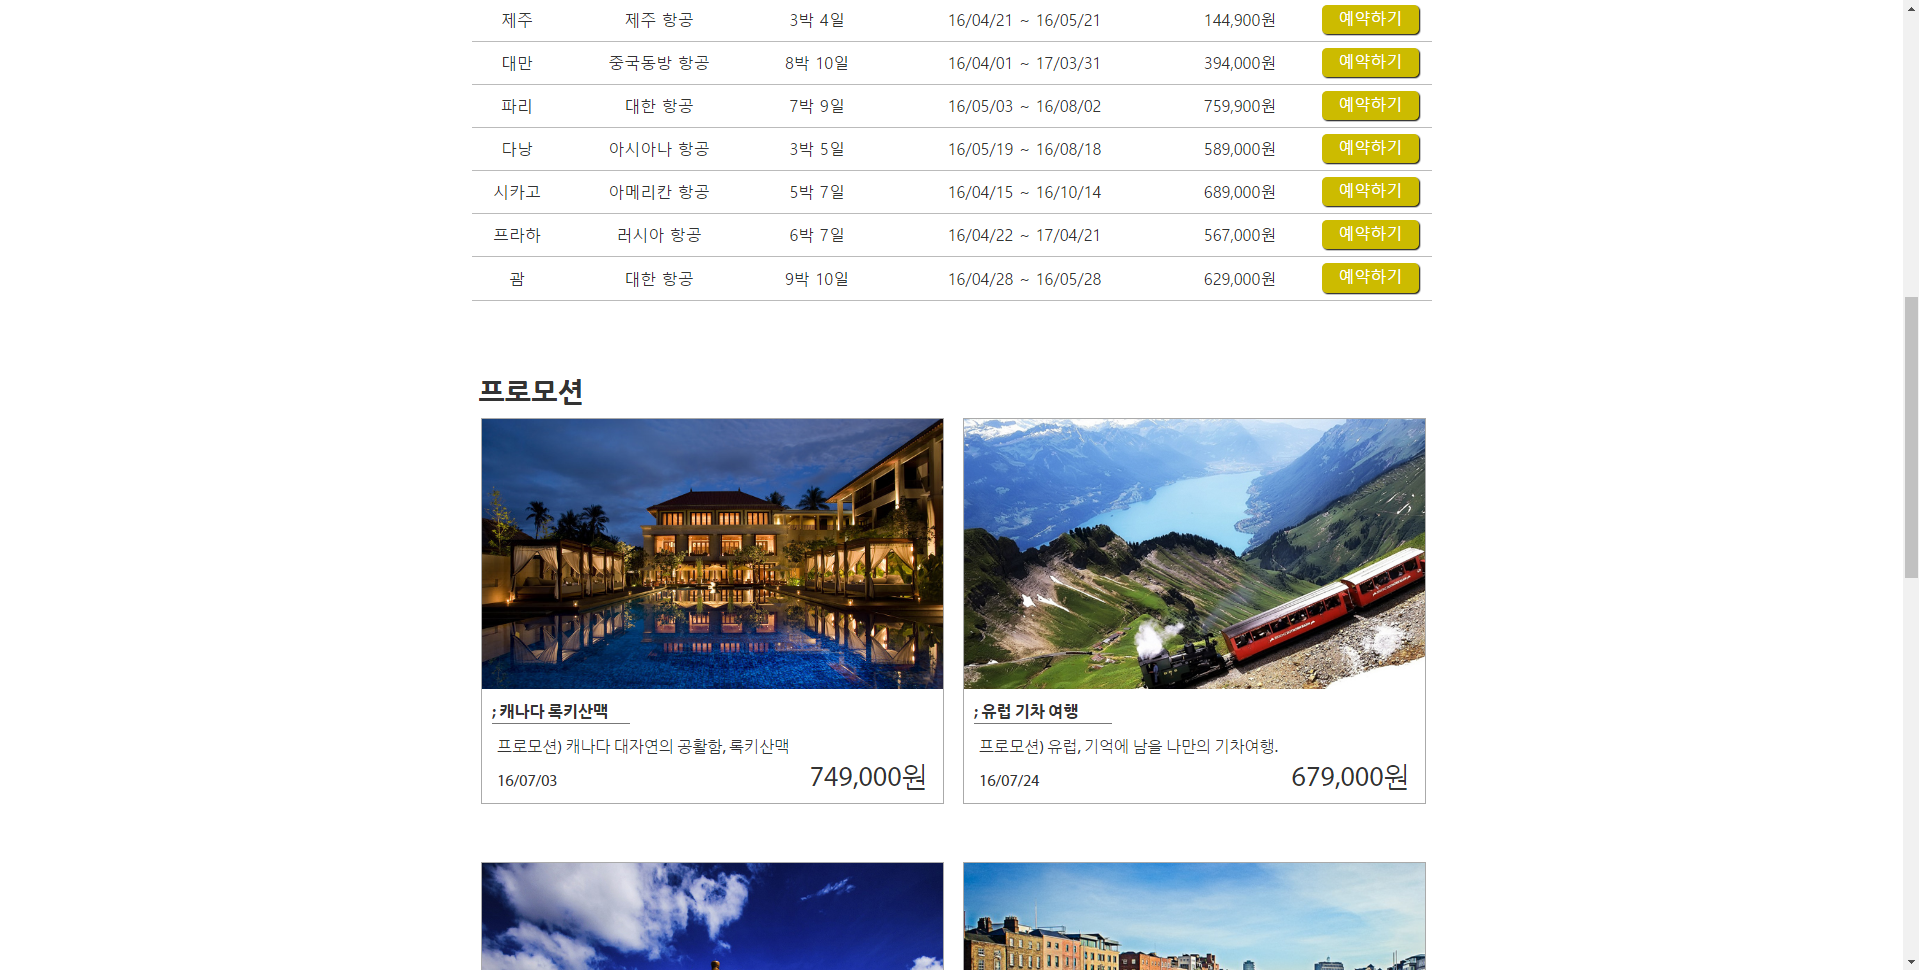 제주 제주 항공 3박 4일 16/04/21 ~ 16/05/21 144,900원 예약하기
대만 중국동방 항공 8박 10일 16/04/01 ~ 17/03/31 394,000원 예약하기
파리 대한 항공 7박 9일 16/05/03 ~ 16/08/02 759,900원 예약하기
다낭 아시아나 항공 3박 5일 16/05/19 ~ 16/08/18 589,000원 예약하기
시카고 아메리칸 항공 5박 7일 16/04/15 ~ 16/10/14 689,000원 예약하기
프라하 러시아 항공 6박 7일 16/04/22 ~ 17/04/21 567,000원 예약하기
괌 대한 항공 9박 10일 16/04/28 ~ 16/05/28 629,000원 예약하기
프로모션
; 캐나다 록키산맥
프로모션) 캐나다 대자연의 공활함, 록키산맥
16/07/03 749,000원
; 유럽 기차 여행
프로모션) 유럽, 기억에 남을 나만의 기차여행.
16/07/24 679,000원